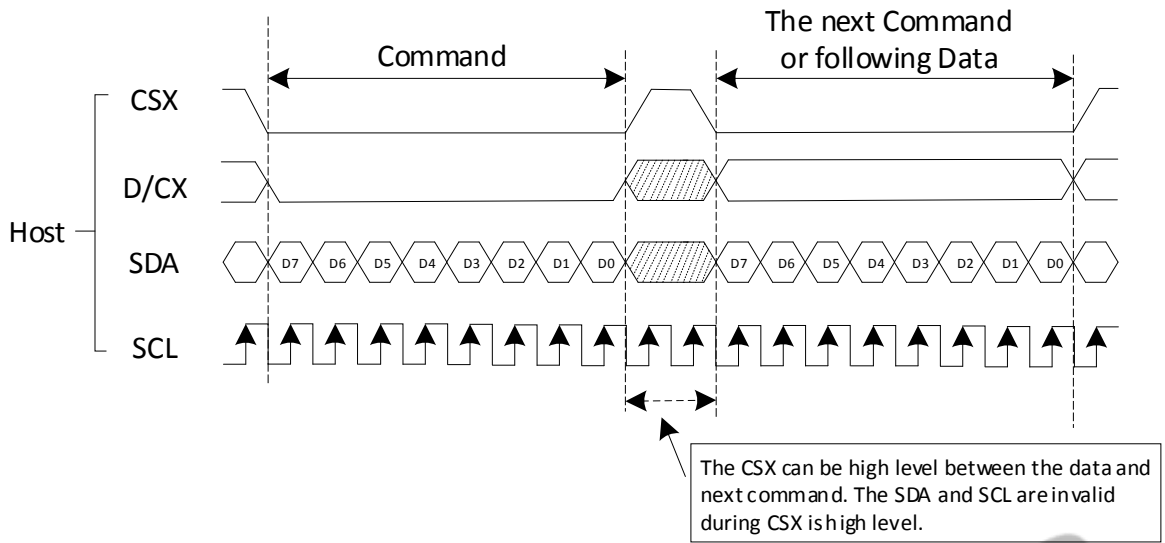 The next Command
Command
or following Data
CSX
D/CX
Host
SDA
D7 D6 D5 D4 D3 D2 D1 D0 D7 D6 D5 D4 D3 D2 D1 D0
SCL
The CSX can be high level between the data and
next command. The SDA and SCL are invalid
during CSX is high level.